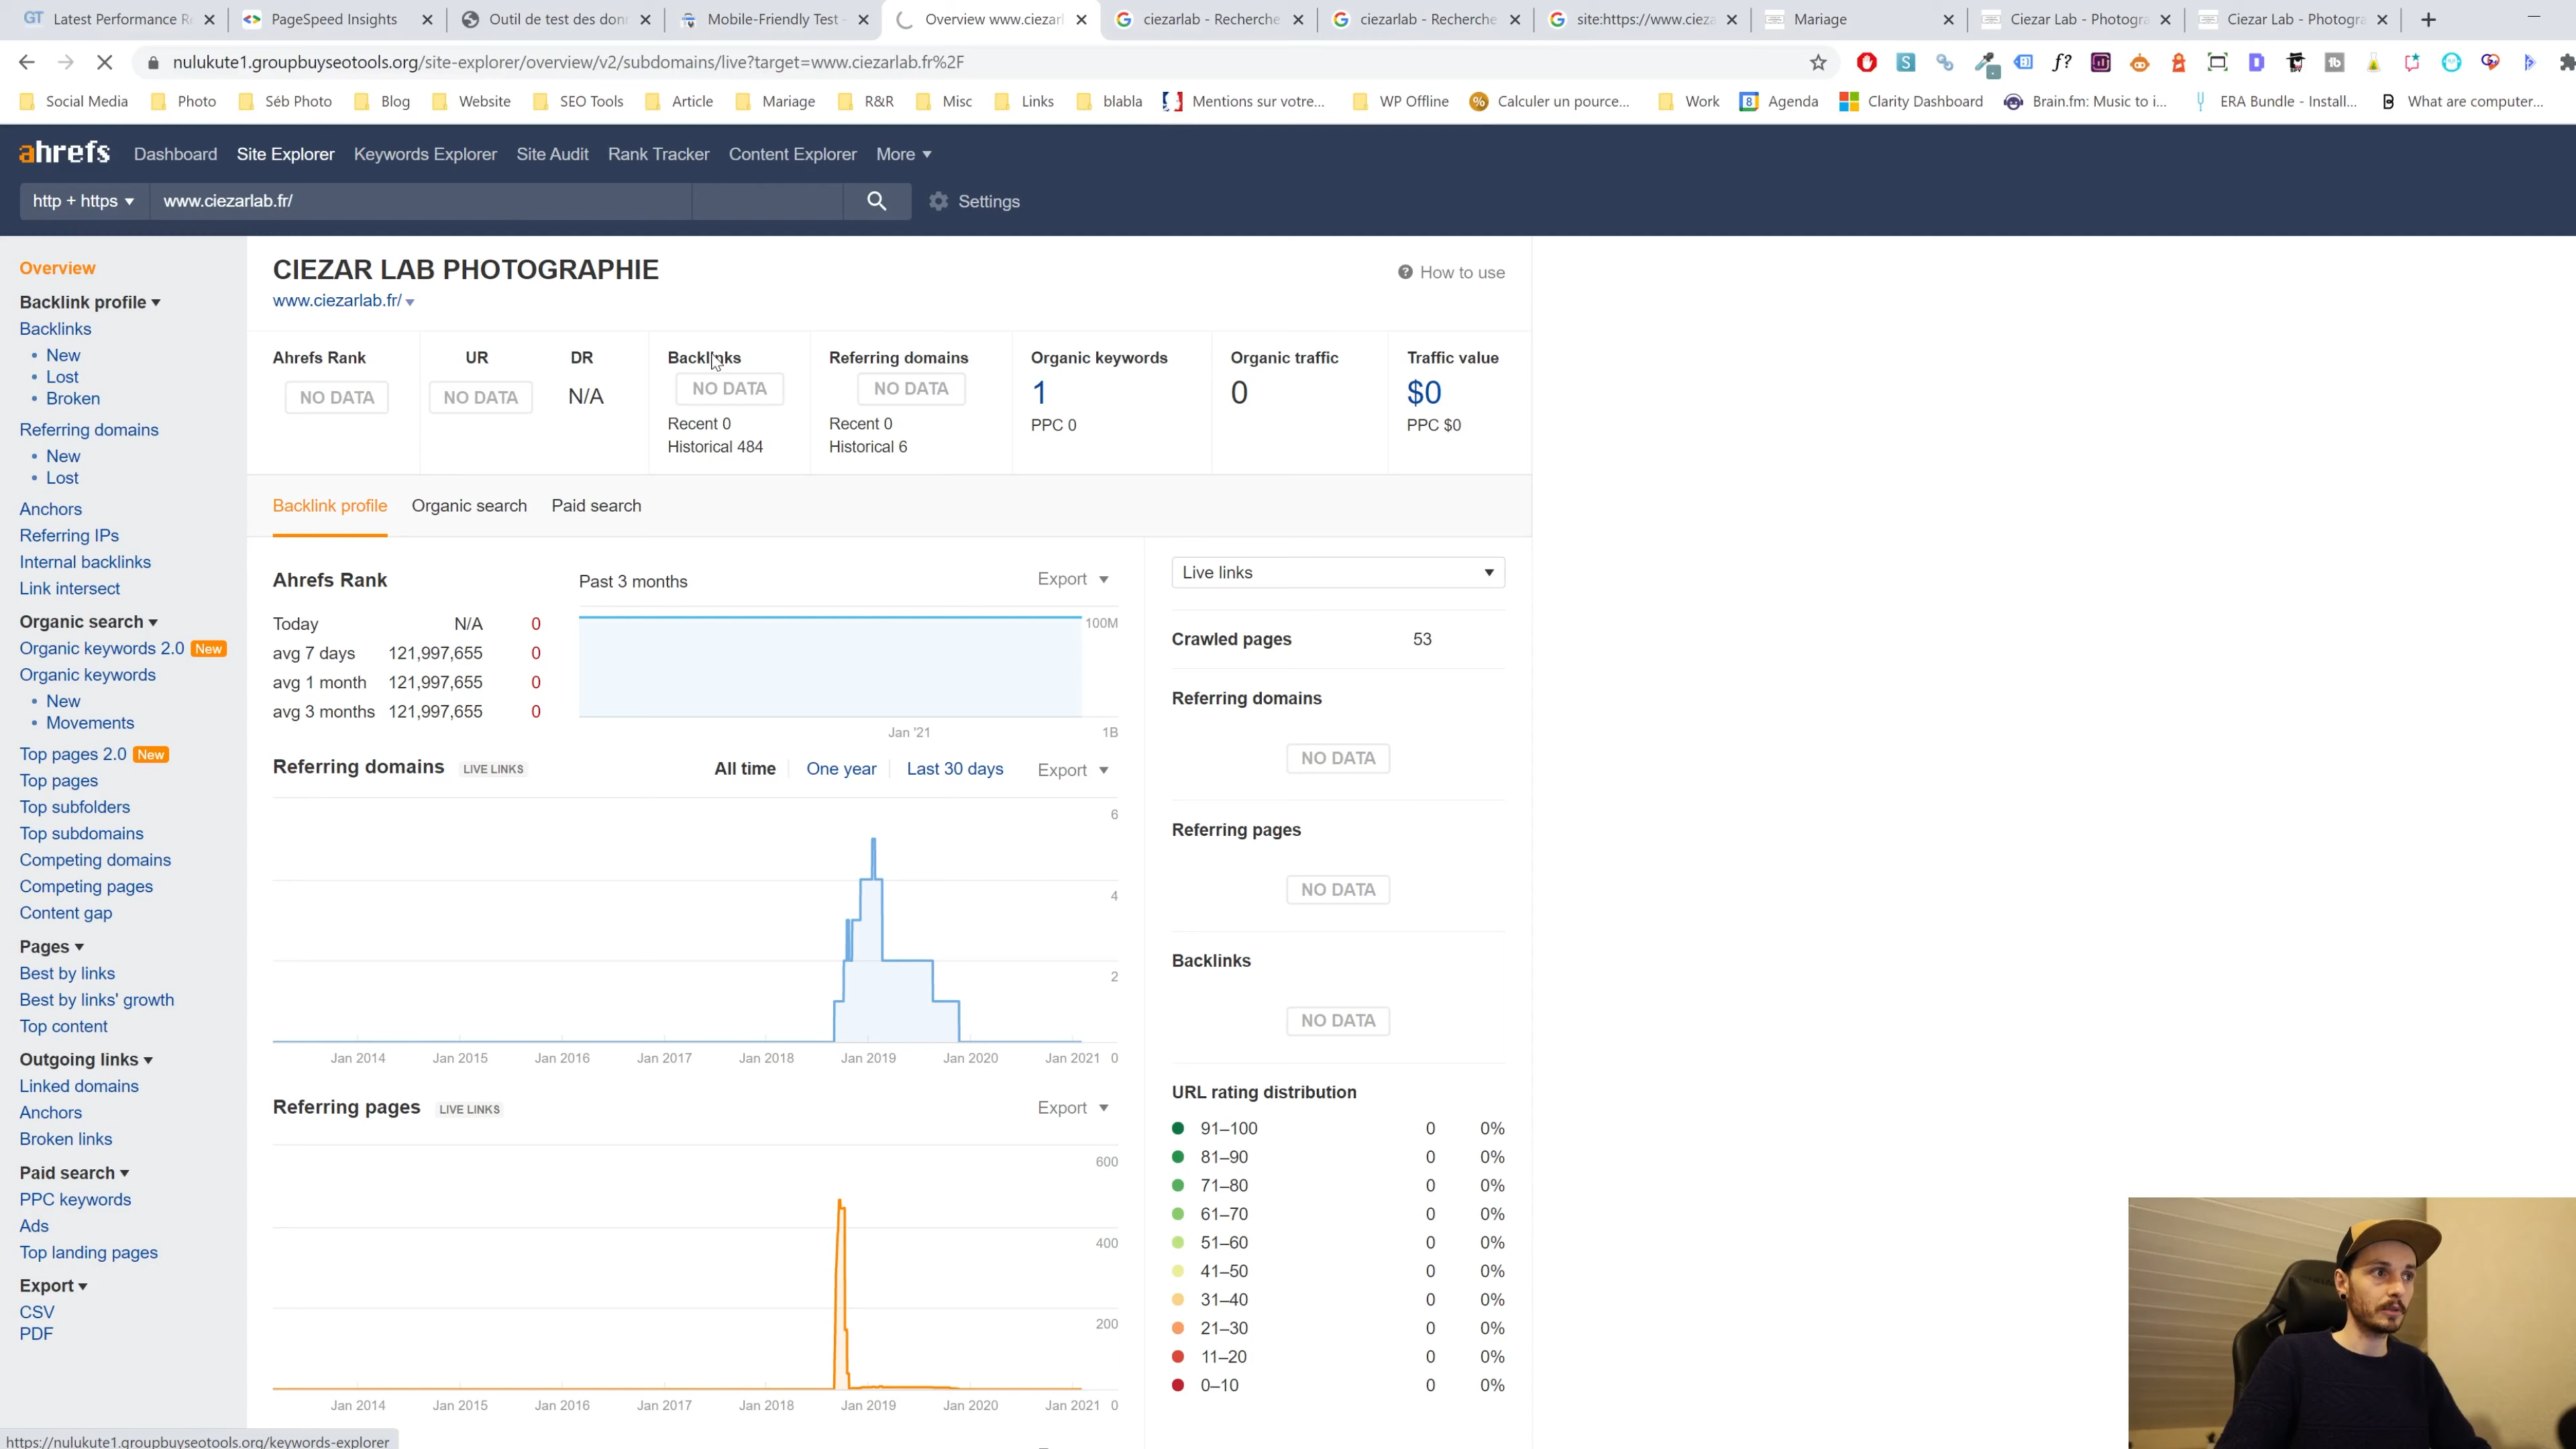 Latest Performance Re
PageSpeed Insights
Outil de test des don
Mobile-Friendly Test -
Overview www.ciezarl
ciezarlab - Recherche
ciezarlab - Recherche
site:https://www.cieza
Mariage
Ciezar Lab - Photogra
Ciezar Lab - Photogra
nulukute1.groupbuyseotools.org/site-explorer/overview/v2/subdomains/live?target=www.ciezarlab.fr%2F
Social Media
Photo
Séb Photo
Blog
Website
SEO Tools
Article
Mariage
R&R
Misc
Links
blabla
Mentions sur votre...
WP Offline
Calculer un pource...
Work
Agenda
Clarity Dashboard
Brain.fm: Music to i...
ERA Bundle - Install...
What are computer...
ahrefs
Dashboard
Site Explorer
Keywords Explorer
Site Audit
Rank Tracker
Content Explorer
More
http + https
www.ciezarlab.fr/
Settings
Overview
Backlink profile
Backlinks
New
Lost
Broken
Referring domains
New
Lost
Anchors
Referring IPs
Internal backlinks
Link intersect
Organic search
Organic keywords 2.0 New
Organic keywords
New
Movements
Top pages 2.0 New
Top pages
Top subfolders
Top subdomains
Competing domains
Competing pages
Content gap
Pages
Best by links
Best by links' growth
Top content
Outgoing links
Linked domains
Anchors
Broken links
Paid search
PPC keywords
Ads
Top landing pages
Export
CSV
PDF
CIEZAR LAB PHOTOGRAPHIE
How to use
www.ciezarlab.fr/
Ahrefs Rank
NO DATA
UR
NO DATA
DR
N/A
Backlinks
NO DATA
Recent 0
Historical 484
Referring domains
NO DATA
Recent 0
Historical 6
Organic keywords
1
PPC 0
Organic traffic
0
Traffic value
$0
PPC $0
Backlink profile
Organic search
Paid search
Ahrefs Rank
Past 3 months
Export
Today N/A 0
avg 7 days 121,997,655 0
avg 1 month 121,997,655 0
avg 3 months 121,997,655 0
100M
Jan '21
1B
Referring domains LIVE LINKS
All time
One year
Last 30 days
Export
6
4
2
Jan 2014 Jan 2015 Jan 2016 Jan 2017 Jan 2018 Jan 2019 Jan 2020 Jan 2021 0
Referring pages LIVE LINKS
Export
600
400
200
Jan 2014 Jan 2015 Jan 2016 Jan 2017 Jan 2018 Jan 2019 Jan 2020 Jan 2021 0
Live links
Crawled pages 53
Referring domains
NO DATA
Referring pages
NO DATA
Backlinks
NO DATA
URL rating distribution
91–100 0 0%
81–90 0 0%
71–80 0 0%
61–70 0 0%
51–60 0 0%
41–50 0 0%
31–40 0 0%
21–30 0 0%
11–20 0 0%
0–10 0 0%
https://nulukute1.groupbuyseotools.org/keywords-explorer